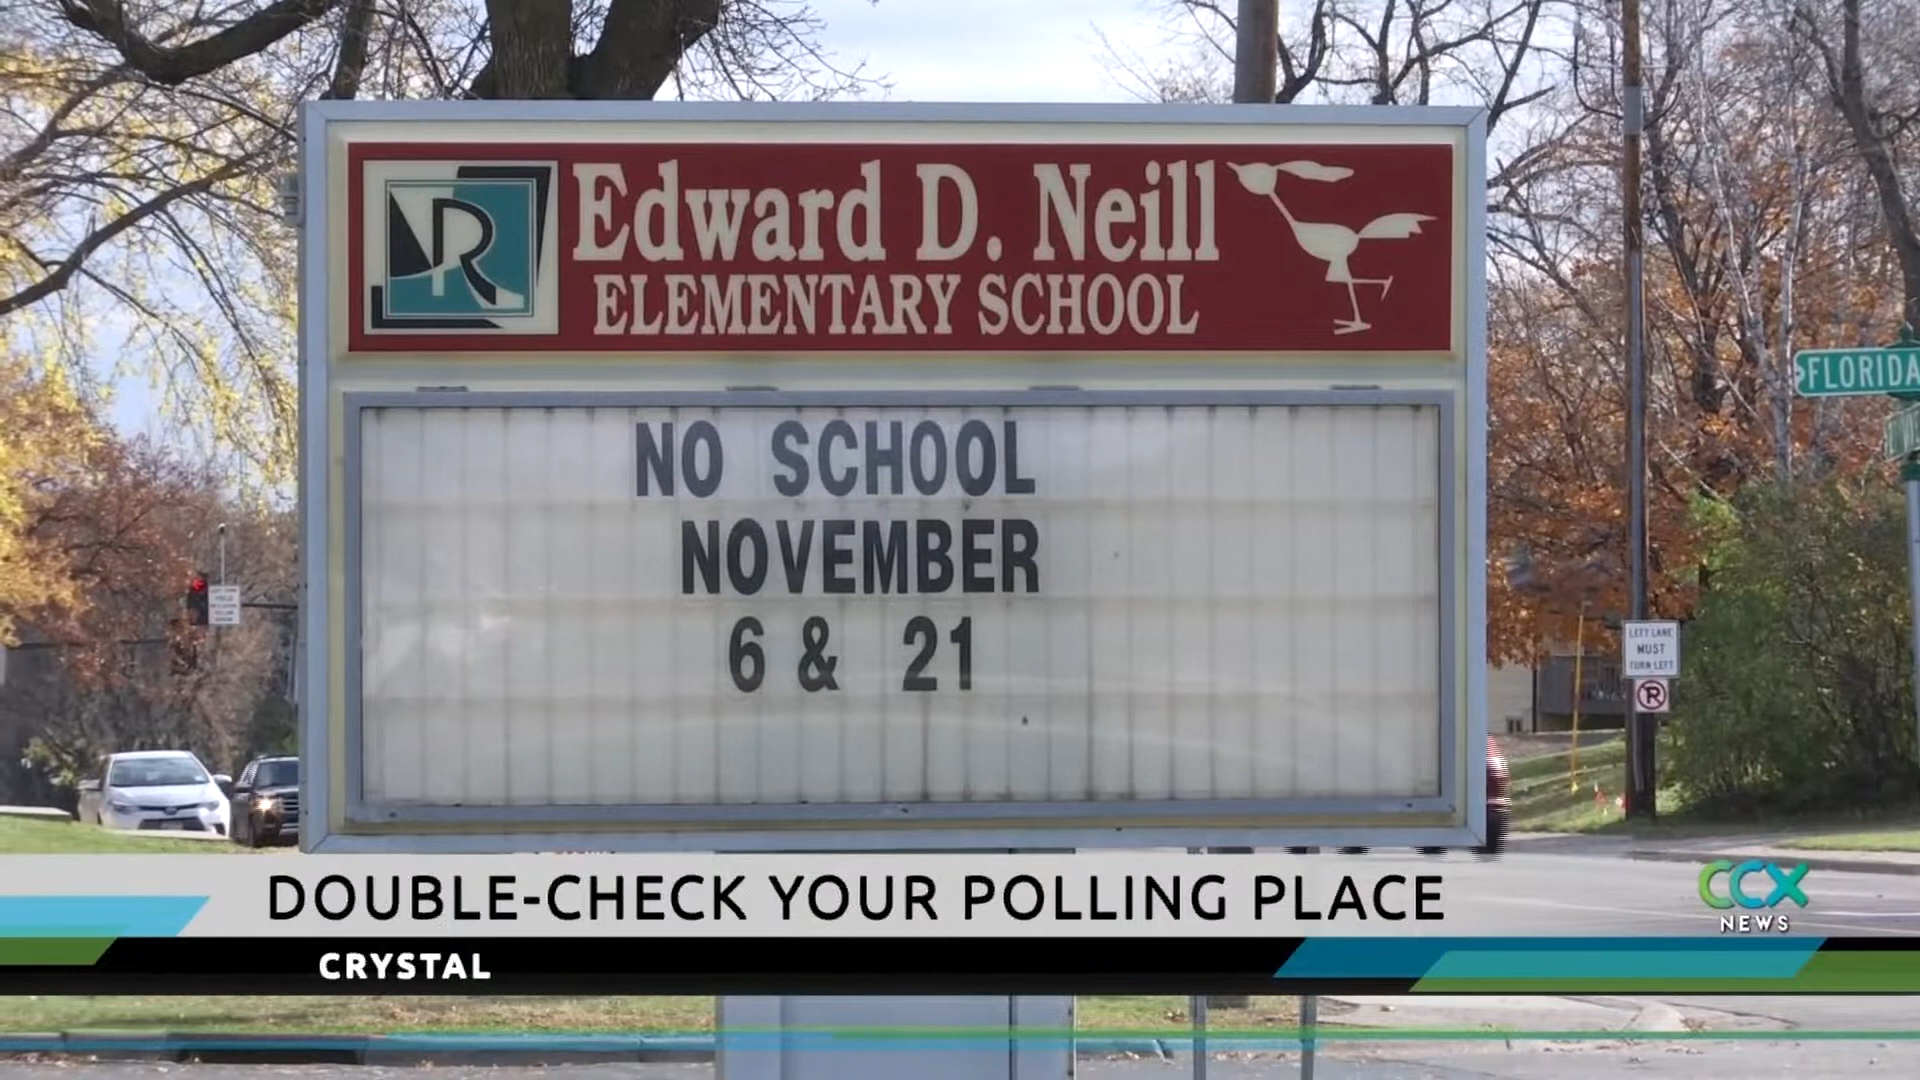 R
Edward D. Neill
ELEMENTARY SCHOOL
NO SCHOOL
NOVEMBER
6 & 21
FLORIDA
LEFT LANE
MUST
TURN LEFT
DOUBLE-CHECK YOUR POLLING PLACE
CCX
NEWS
CRYSTAL